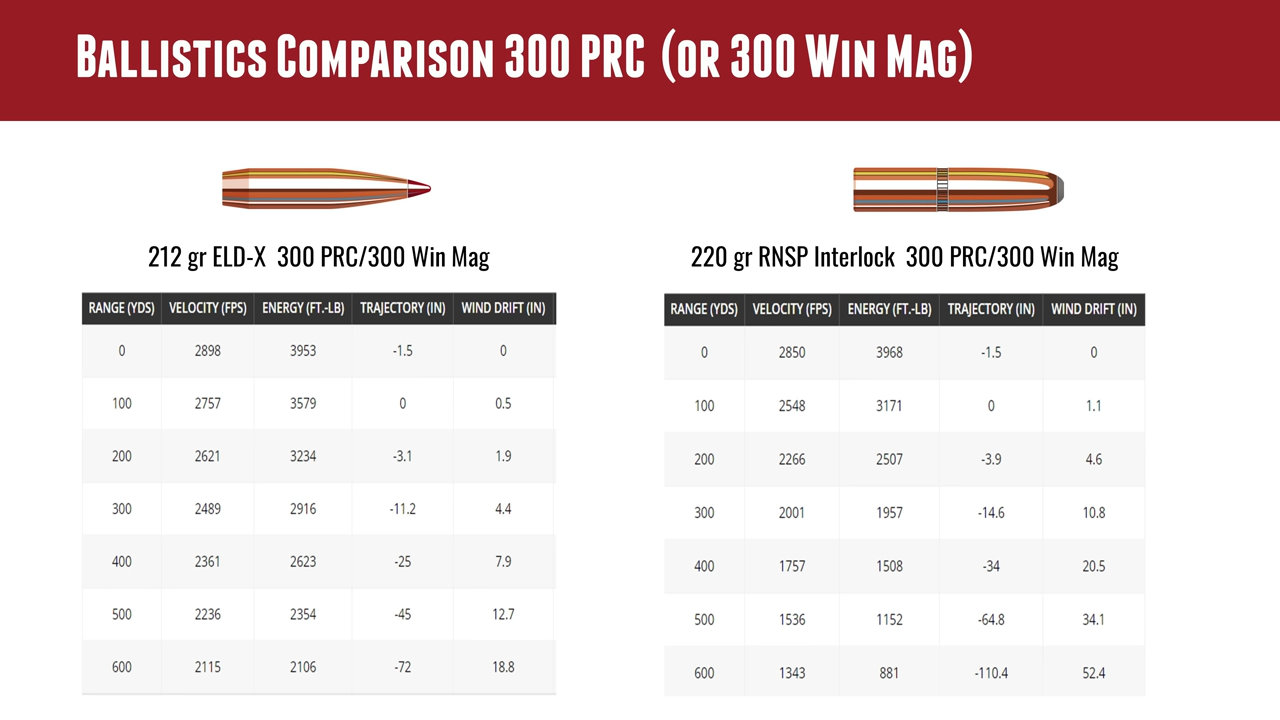 BALLISTICS COMPARISON 300 PRC (OR 300 WIN MAG)
212 gr ELD-X 300 PRC/300 Win Mag
RANGE (YDS) VELOCITY (FPS) ENERGY (FT.-LB) TRAJECTORY (IN) WIND DRIFT (IN)
0 2898 3953 -1.5 0
100 2757 3579 0 0.5
200 2621 3234 -3.1 1.9
300 2489 2916 -11.2 4.4
400 2361 2623 -25 7.9
500 2236 2354 -45 12.7
600 2115 2106 -72 18.8
220 gr RNSP Interlock 300 PRC/300 Win Mag
RANGE (YDS) VELOCITY (FPS) ENERGY (FT.-LB) TRAJECTORY (IN) WIND DRIFT (IN)
0 2850 3968 -1.5 0
100 2548 3171 0 1.1
200 2266 2507 -3.9 4.6
300 2001 1957 -14.6 10.8
400 1757 1508 -34 20.5
500 1536 1152 -64.8 34.1
600 1343 881 -110.4 52.4